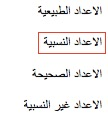 الاعداد الطبيعية
الاعداد النسبية
الاعداد الصحيحة
الاعداد غير النسبية